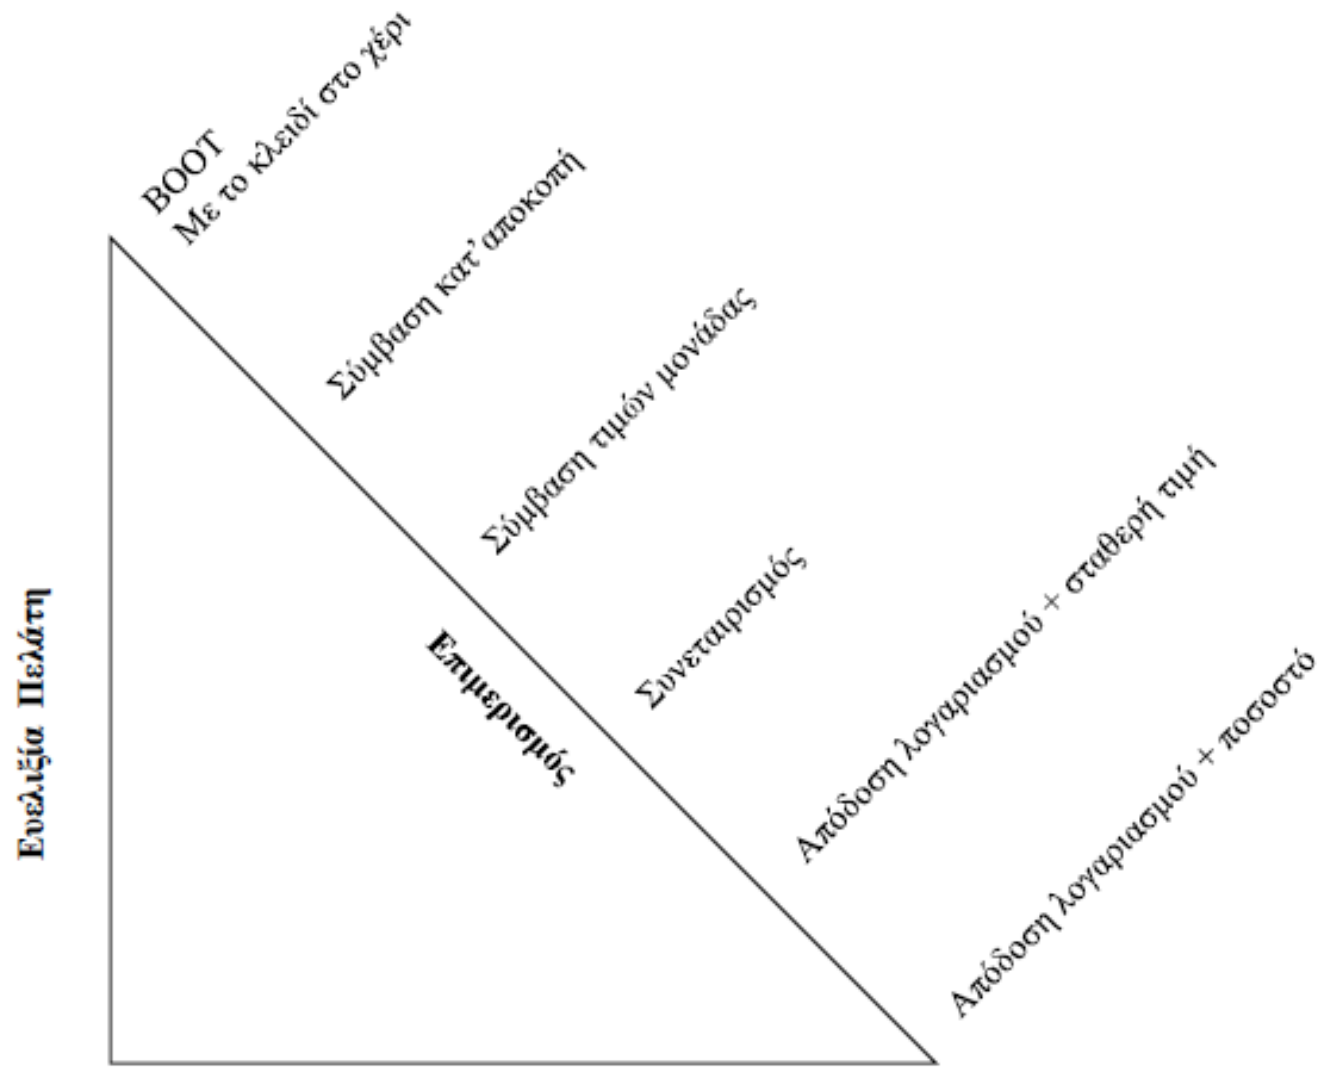 BOOT
Με το κλειδί στο χέρι
Σύμβαση κατ’αποκοπή
Σύμβαση τιμών μονάδας
Συνεταιρισμός
Απόδοση λογαριασμού + σταθερή τιμή
Απόδοση λογαριασμού + ποσοστό
Επιμερισμός
Ευελιξία Πελάτη